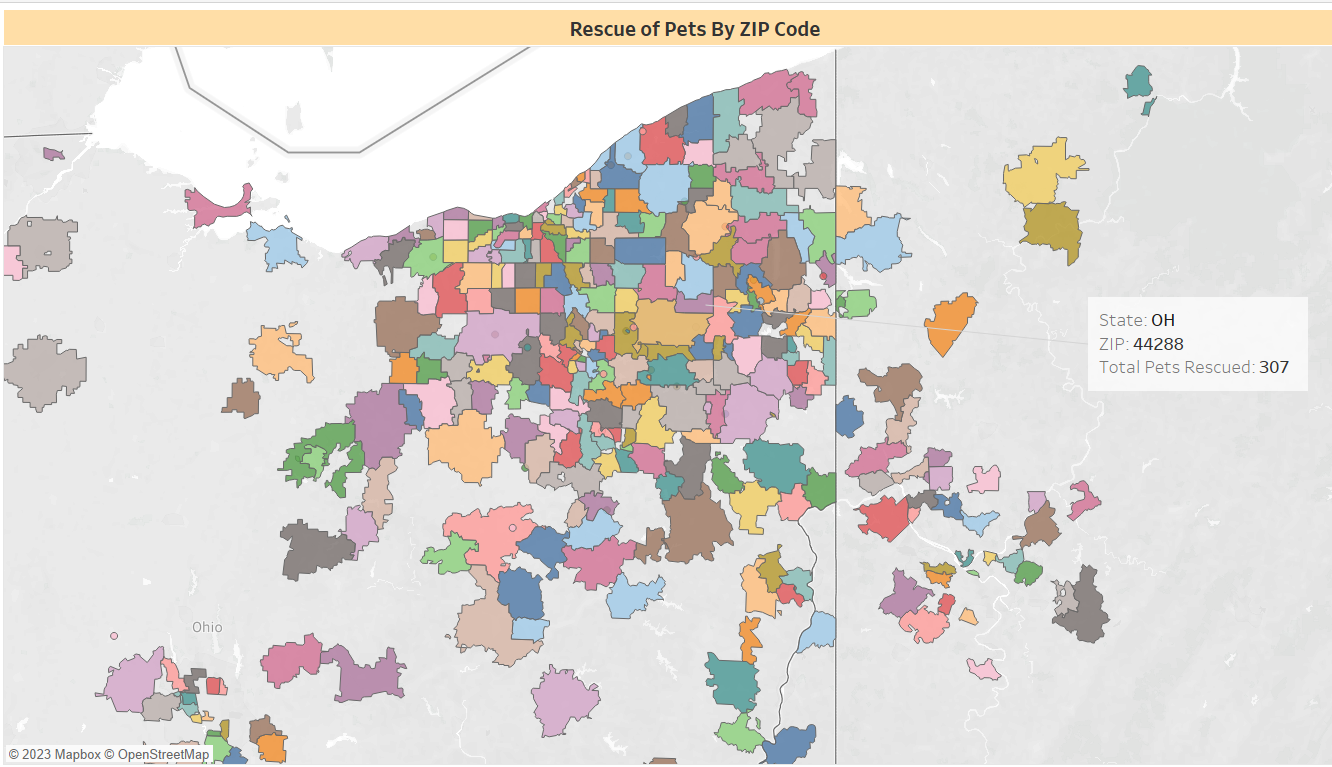 Rescue of Pets By ZIP Code
State: OH
ZIP: 44288
Total Pets Rescued: 307
Ohio
© 2023 Mapbox © OpenStreetMap